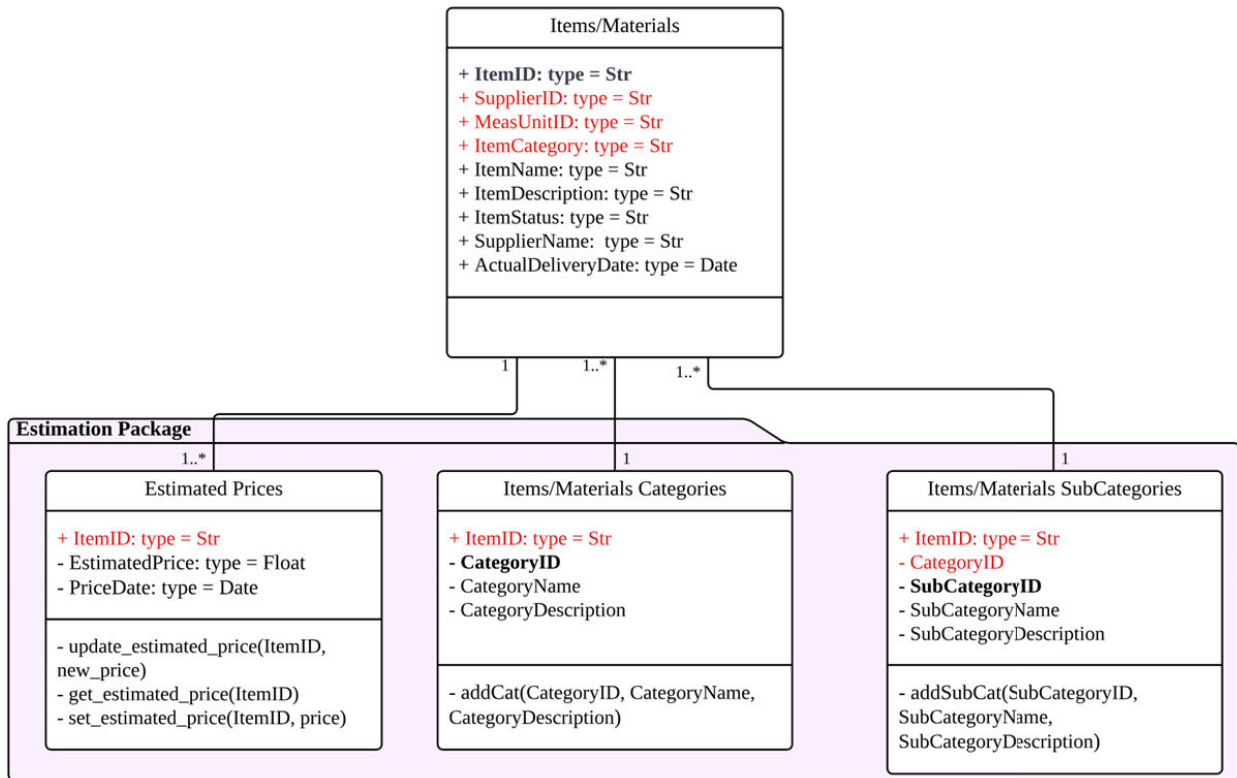 Items/Materials
+ ItemID: type = Str
+ SupplierID: type = Str
+ MeasUnitID: type = Str
+ ItemCategory: type = Str
+ ItemName: type = Str
+ ItemDescription: type = Str
+ ItemStatus: type = Str
+ SupplierName:  type = Str
+ ActualDeliveryDate: type = Date
1
1..*
1..*
Estimation Package
1..*
1
1
Estimated Prices
+ ItemID: type = Str
- EstimatedPrice: type = Float
- PriceDate: type = Date
- update_estimated_price(ItemID,
new_price)
- get_estimated_price(ItemID)
- set_estimated_price(ItemID, price)
Items/Materials Categories
+ ItemID: type = Str
- CategoryID
- CategoryName
- CategoryDescription
- addCat(CategoryID, CategoryName,
CategoryDescription)
Items/Materials SubCategories
+ ItemID: type = Str
- CategoryID
- SubCategoryID
- SubCategoryName
- SubCategoryDescription
- addSubCat(SubCategoryID,
SubCategoryName,
SubCategoryDescription)